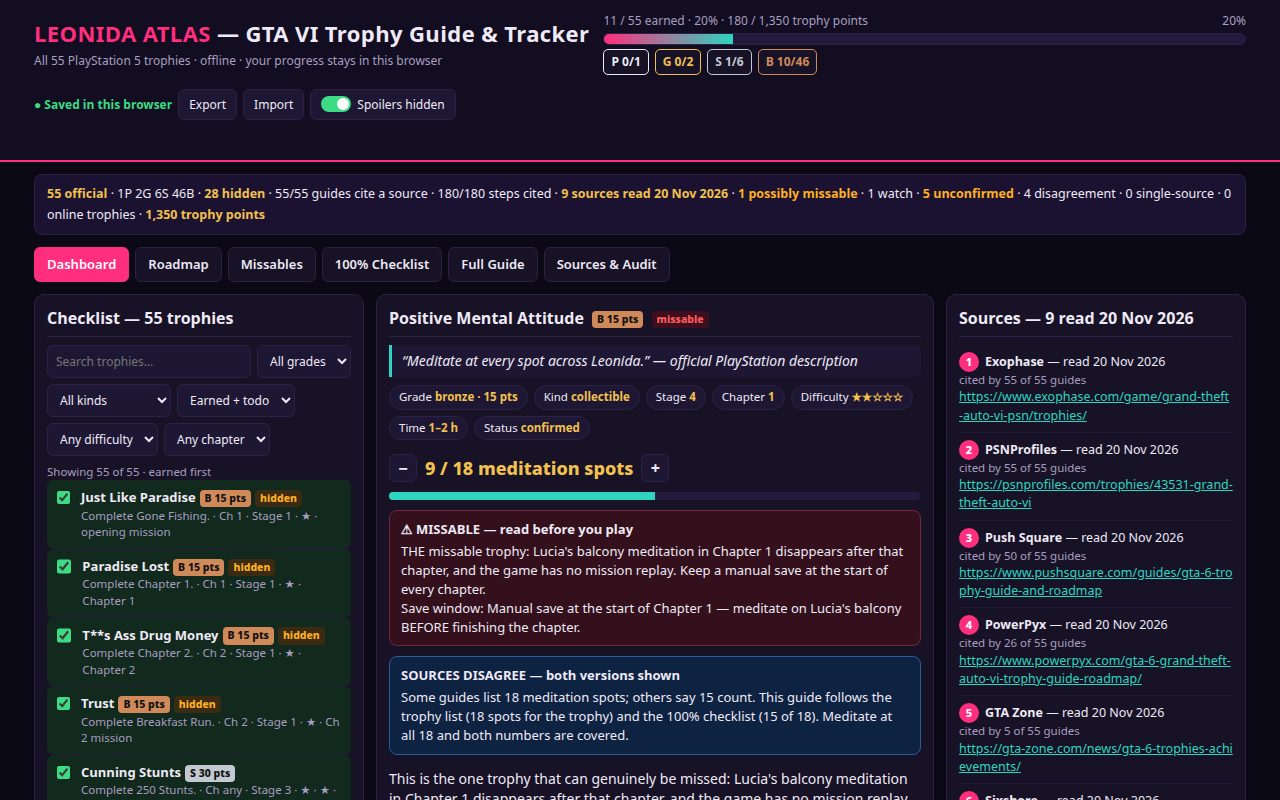 LEONIDA ATLAS — GTA VI Trophy Guide & Tracker
All 55 PlayStation 5 trophies · offline · your progress stays in this browser
11 / 55 earned · 20% · 180 / 1,350 trophy points
20%
P 0/1
G 0/2
S 1/6
B 10/46
● Saved in this browser
Export
Import
Spoilers hidden
55 official · 1P 2G 6S 46B · 28 hidden · 55/55 guides cite a source · 180/180 steps cited · 9 sources read 20 Nov 2026 · 1 possibly missable · 1 watch · 5 unconfirmed · 4 disagreement · 0 single-source · 0
online trophies · 1,350 trophy points
Dashboard
Roadmap
Missables
100% Checklist
Full Guide
Sources & Audit
Checklist — 55 trophies
Search trophies...
All grades
All kinds
Earned + todo
Any difficulty
Any chapter
Showing 55 of 55 · earned first
Just Like Paradise B 15 pts hidden
Complete Gone Fishing. · Ch 1 · Stage 1 · ★ ·
opening mission
Paradise Lost B 15 pts hidden
Complete Chapter 1. · Ch 1 · Stage 1 · ★ ·
Chapter 1
T**s Ass Drug Money B 15 pts hidden
Complete Chapter 2. · Ch 2 · Stage 1 · ★ ·
Chapter 2
Trust B 15 pts hidden
Complete Breakfast Run. · Ch 2 · Stage 1 · ★ · Ch
2 mission
Cunning Stunts S 30 pts
Complete 250 Stunts. · Ch any · Stage 3 · ★ · ★ ·
Positive Mental Attitude B 15 pts missable
“Meditate at every spot across Leonida.” — official PlayStation description
Grade bronze · 15 pts
Kind collectible
Stage 4
Chapter 1
Difficulty ★★☆☆☆
Time 1–2 h
Status confirmed
− 9 / 18 meditation spots +
⚠ MISSABLE — read before you play
THE missable trophy: Lucia's balcony meditation in Chapter 1 disappears after that
chapter, and the game has no mission replay. Keep a manual save at the start of
every chapter.
Save window: Manual save at the start of Chapter 1 — meditate on Lucia's balcony
BEFORE finishing the chapter.
SOURCES DISAGREE — both versions shown
Some guides list 18 meditation spots; others say 15 count. This guide follows the
trophy list (18 spots for the trophy) and the 100% checklist (15 of 18). Meditate at
all 18 and both numbers are covered.
This is the one trophy that can genuinely be missed: Lucia's balcony meditation
in Chapter 1 disappears after that chapter, and the game has no mission replay.
Sources — 9 read 20 Nov 2026
1 Exophase — read 20 Nov 2026
cited by 55 of 55 guides
https://www.exophase.com/game/grand-theft
-auto-vi-psn/trophies/
2 PSNProfiles — read 20 Nov 2026
cited by 55 of 55 guides
https://psnprofiles.com/trophies/43531-grand-
theft-auto-vi
3 Push Square — read 20 Nov 2026
cited by 50 of 55 guides
https://www.pushsquare.com/guides/gta-6-tro
phy-guide-and-roadmap
4 PowerPyx — read 20 Nov 2026
cited by 26 of 55 guides
https://www.powerpyx.com/gta-6-grand-theft-
auto-vi-trophy-guide-roadmap/
5 GTA Zone — read 20 Nov 2026
cited by 5 of 55 guides
https://gta-zone.com/news/gta-6-trophies-achi
evements/